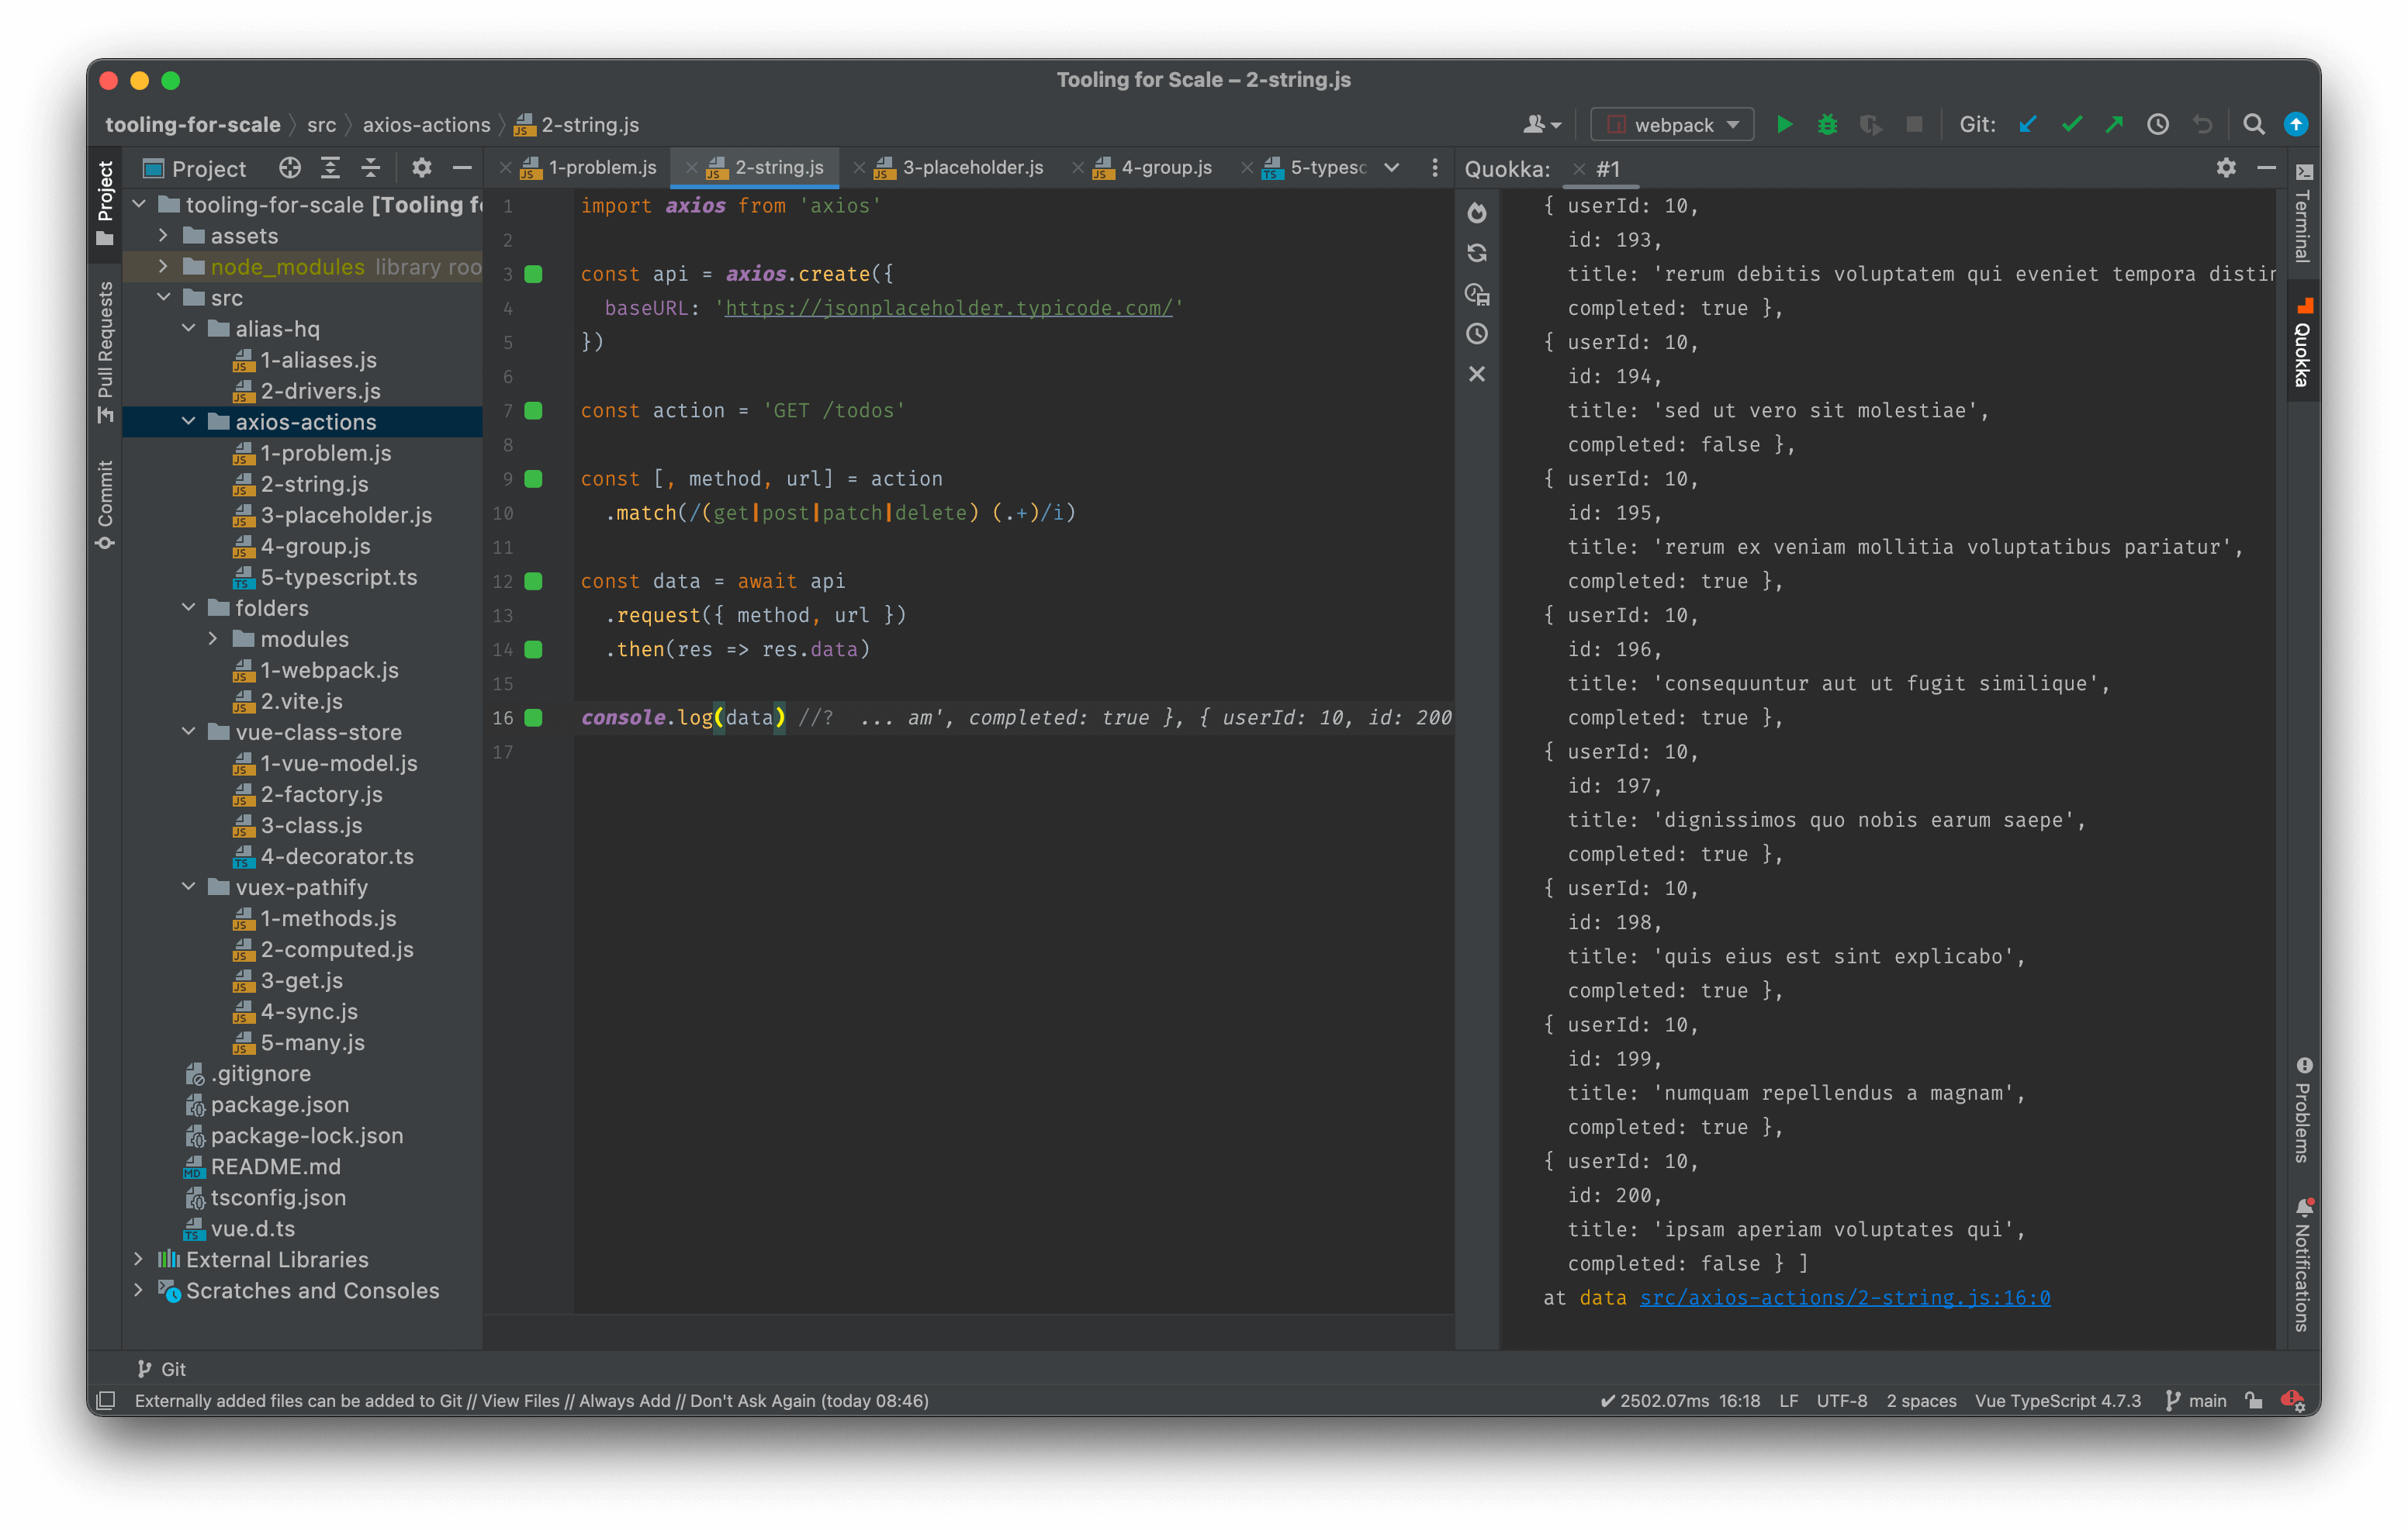 Tooling for Scale – 2-string.js
tooling-for-scale
src
axios-actions
2-string.js
webpack
Git:
Project
Pull Requests
Commit
Project
tooling-for-scale [Tooling f
assets
node_modules library roo
src
alias-hq
1-aliases.js
2-drivers.js
axios-actions
1-problem.js
2-string.js
3-placeholder.js
4-group.js
5-typescript.ts
folders
modules
1-webpack.js
2.vite.js
vue-class-store
1-vue-model.js
2-factory.js
3-class.js
4-decorator.ts
vuex-pathify
1-methods.js
2-computed.js
3-get.js
4-sync.js
5-many.js
.gitignore
package.json
package-lock.json
README.md
tsconfig.json
vue.d.ts
External Libraries
Scratches and Consoles
1-problem.js
2-string.js
3-placeholder.js
4-group.js
5-typesc
1 import axios from 'axios'
2
3 const api = axios.create({
4 baseURL: 'https://jsonplaceholder.typicode.com/'
5 })
6
7 const action = 'GET /todos'
8
9 const [, method, url] = action
10 .match(/(get|post|patch|delete) (.+)/i)
11
12 const data = await api
13 .request({ method, url })
14 .then(res => res.data)
15
16 console.log(data) //? ... am', completed: true }, { userId: 10, id: 200
17
Quokka:
#1
{ userId: 10,
id: 193,
title: 'rerum debitis voluptatem qui eveniet tempora distin
completed: true },
{ userId: 10,
id: 194,
title: 'sed ut vero sit molestiae',
completed: false },
{ userId: 10,
id: 195,
title: 'rerum ex veniam mollitia voluptatibus pariatur',
completed: true },
{ userId: 10,
id: 196,
title: 'consequuntur aut ut fugit similique',
completed: true },
{ userId: 10,
id: 197,
title: 'dignissimos quo nobis earum saepe',
completed: true },
{ userId: 10,
id: 198,
title: 'quis eius est sint explicabo',
completed: true },
{ userId: 10,
id: 199,
title: 'numquam repellendus a magnam',
completed: true },
{ userId: 10,
id: 200,
title: 'ipsam aperiam voluptates qui',
completed: false } ]
at data src/axios-actions/2-string.js:16:0
Terminal
Quokka
Problems
Notifications
Git
Externally added files can be added to Git // View Files // Always Add // Don't Ask Again (today 08:46)
✔ 2502.07ms 16:18 LF UTF-8 2 spaces Vue TypeScript 4.7.3 main